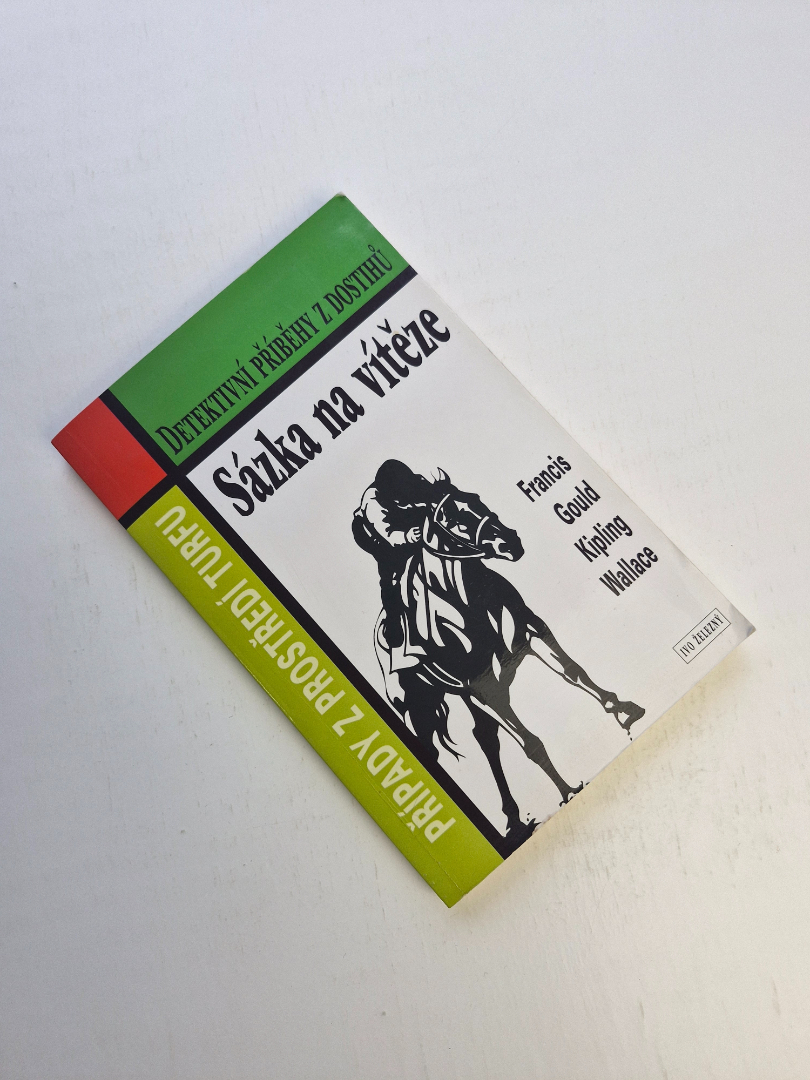 DETEKTIVNÍ PŘÍBĚHY Z DOSTIHŮ
Sázka na vítěze
Francis
Gould
Kipling
Wallace
IVO ŽELEZNÝ
PŘÍPADY Z PROSTŘEDÍ TURFU